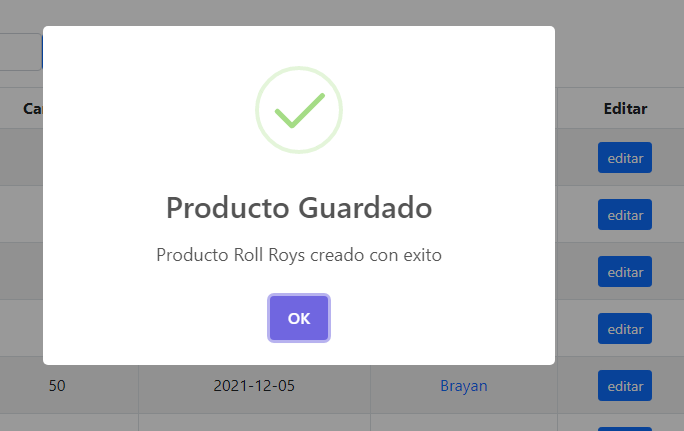 Editar
editar
editar
editar
editar
Producto Guardado
Producto Roll Roys creado con exito
OK
50 2021-12-05 Brayan editar